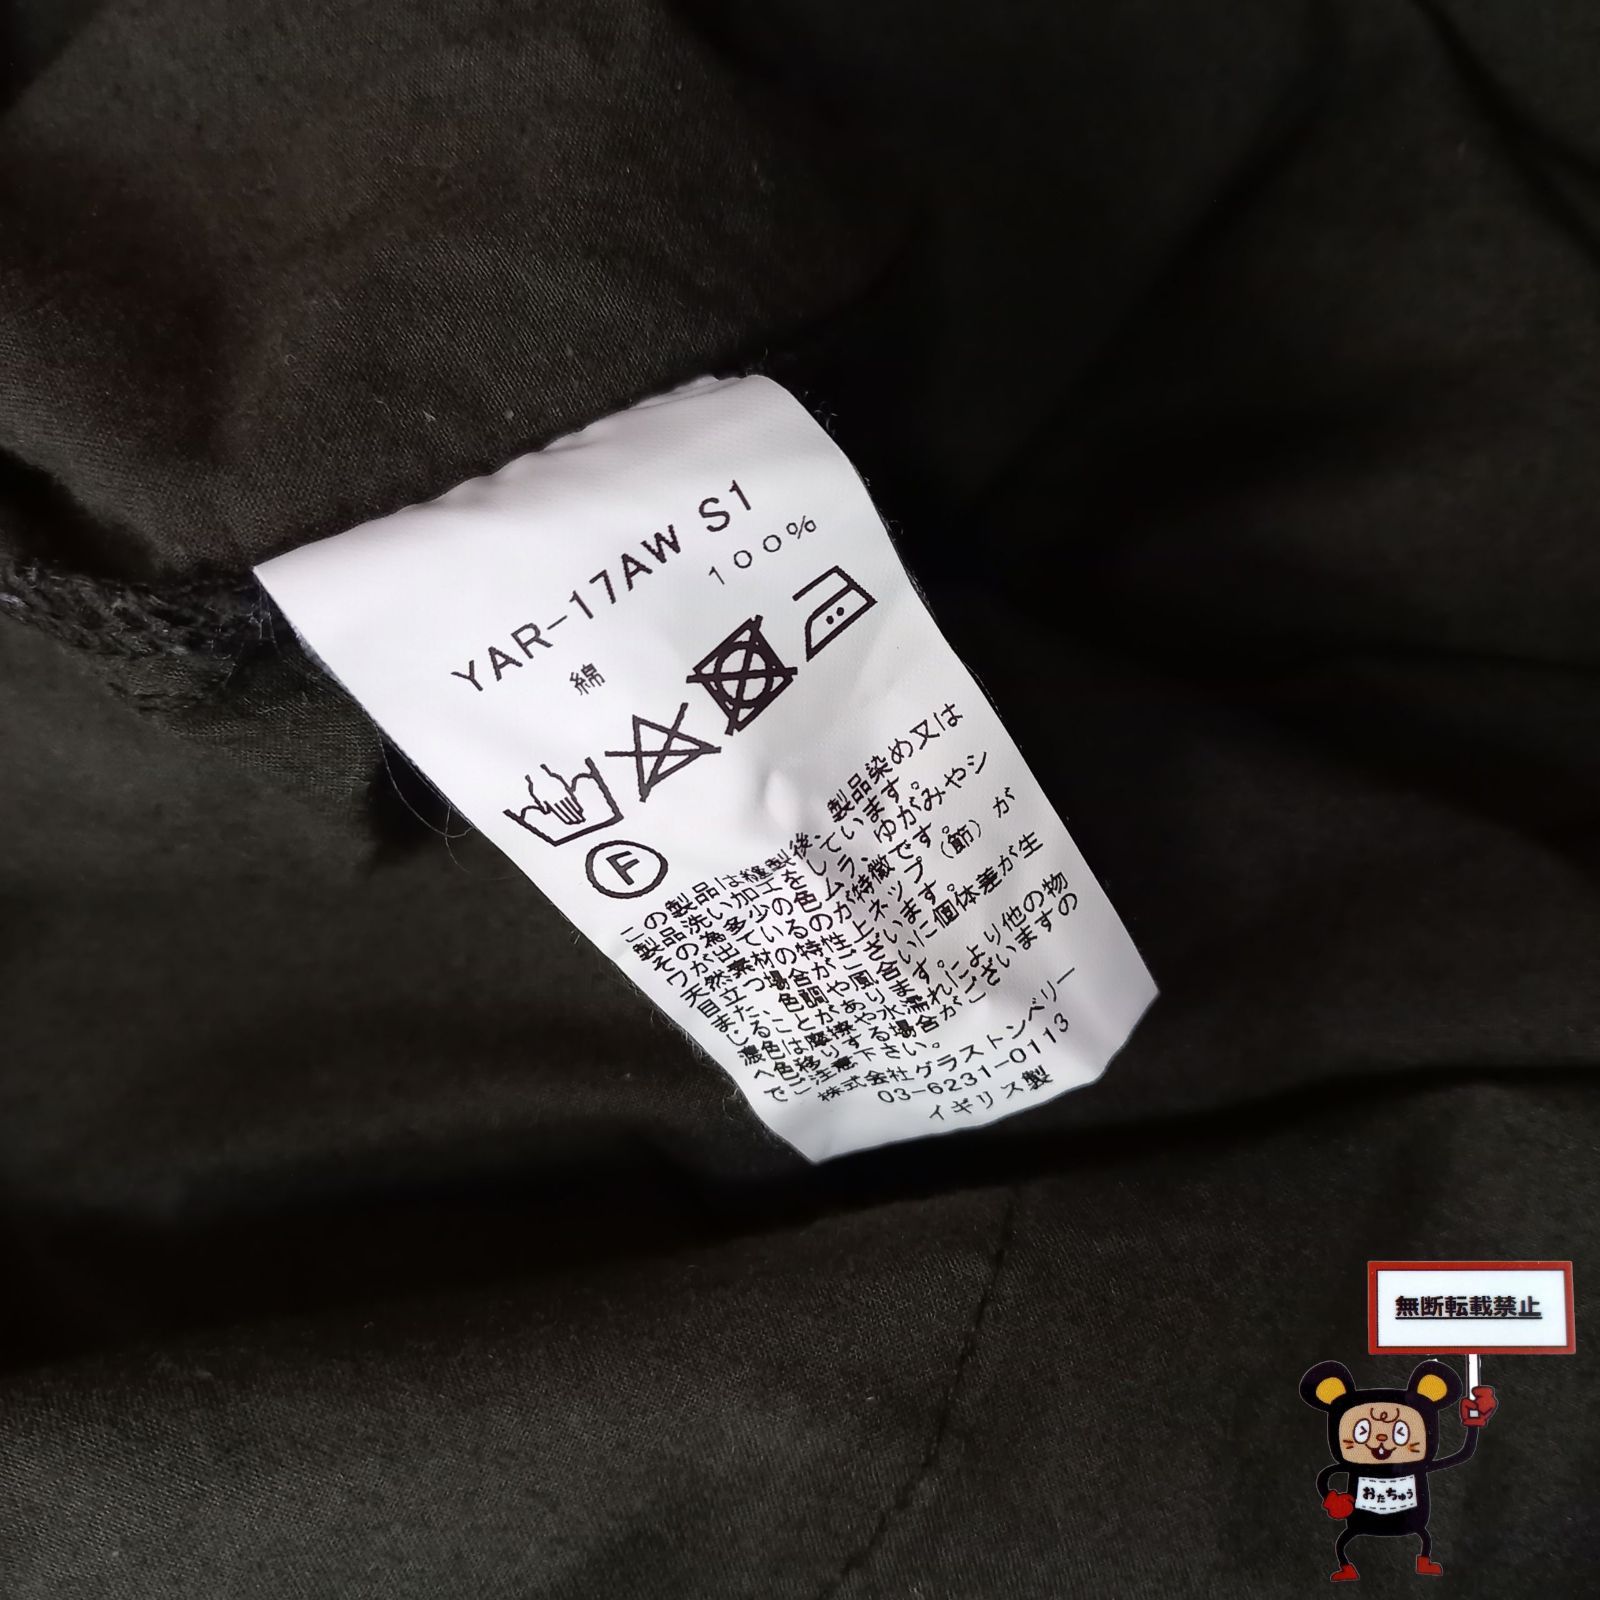 YAR-17AW S1
綿 100%
F
この製品は縫製後、製品染め又は
製品洗い加工をしています。
その為多少の色ムラ、ゆがみやシ
ワが出ているのが特徴です。
天然素材の特性上ネップ（節）が
目立つ場合がございます。
また、色調や風合いに個体差が生
じることがあります。
濃色は摩擦や水濡れにより他の物
へ色移りする場合がございますの
でご注意下さい。
株式会社グラストンベリー
03-6231-0113
イギリス製
無断転載禁止
おたちゅう